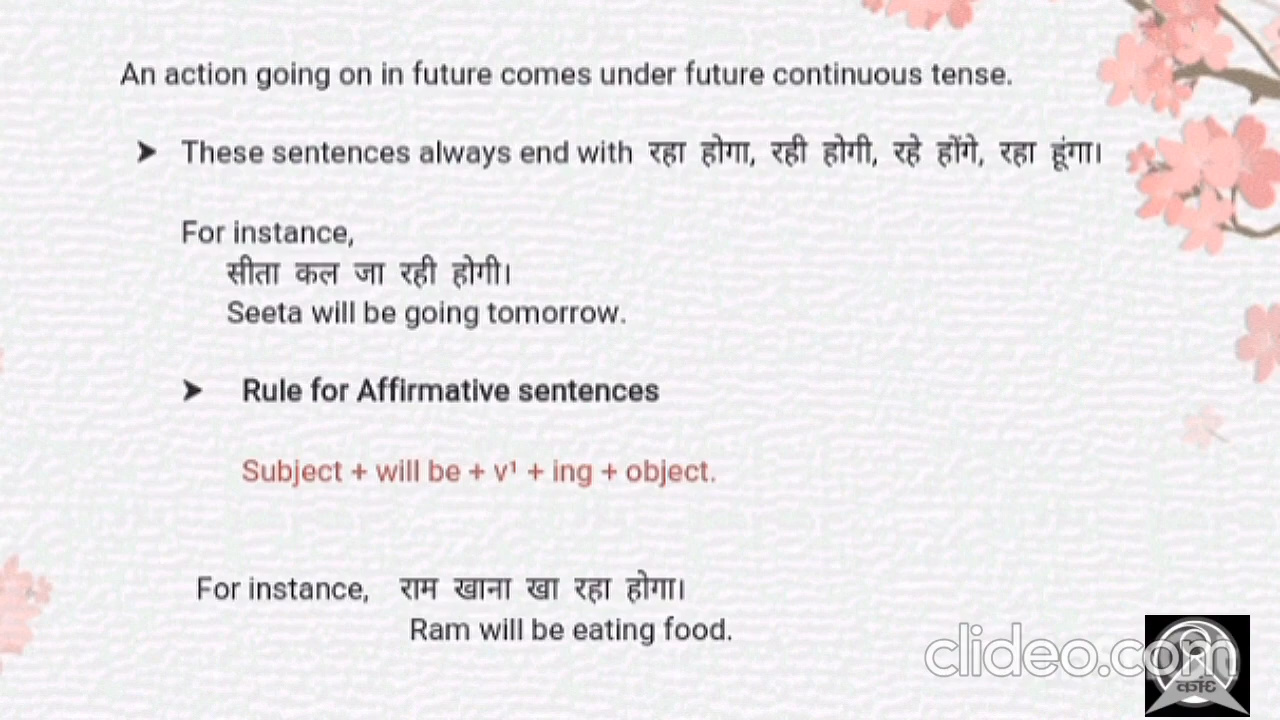 An action going on in future comes under future continuous tense.
➤ These sentences always end with रहा होगा, रही होगी, रहे होंगे, रहा हूंगा।
For instance,
सीता कल जा रही होगी।
Seeta will be going tomorrow.
➤ Rule for Affirmative sentences
Subject + will be + v¹ + ing + object.
For instance, राम खाना खा रहा होगा।
Ram will be eating food.
clideo.com